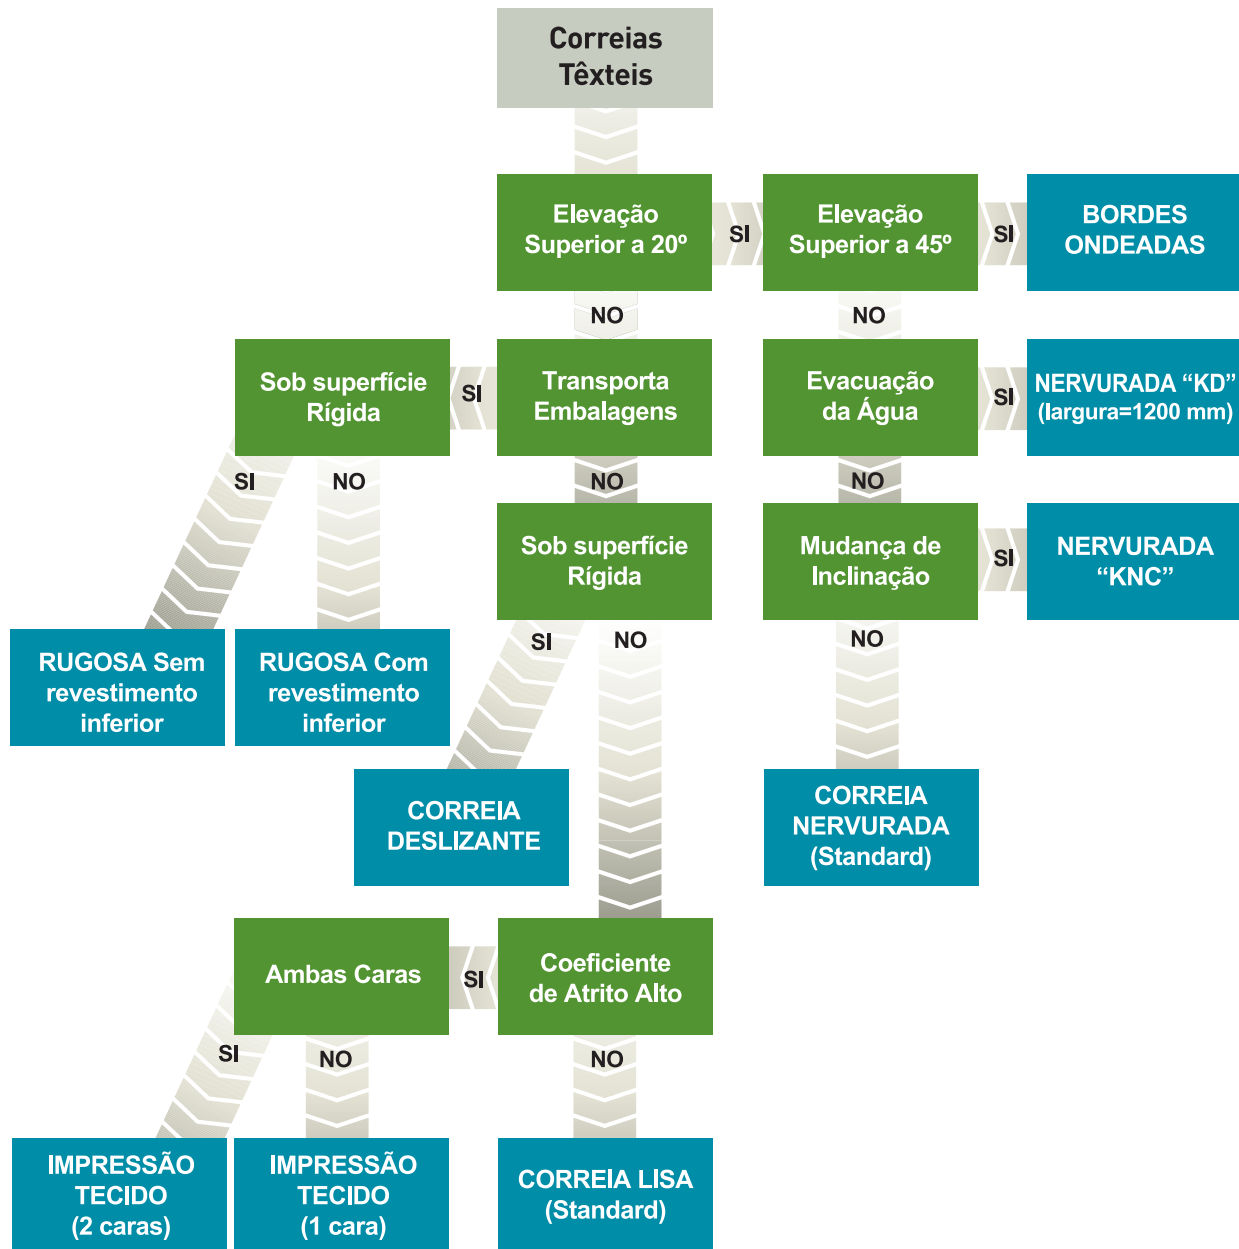 Correias
Têxteis
Elevação
Superior a 20º
SI
Elevação
Superior a 45º
SI
BORDES
ONDEADAS
NO
NO
Sob superfície
Rígida
SI
Transporta
Embalagens
Evacuação
da Água
SI
NERVURADA “KD”
(largura=1200 mm)
SI
NO
NO
NO
Sob superfície
Rígida
Mudança de
Inclinação
SI
NERVURADA
“KNC”
SI
NO
NO
RUGOSA Sem
revestimento
inferior
RUGOSA Com
revestimento
inferior
CORREIA
DESLIZANTE
CORREIA
NERVURADA
(Standard)
Ambas Caras
SI
Coeficiente
de Atrito Alto
SI
NO
NO
IMPRESSÃO
TECIDO
(2 caras)
IMPRESSÃO
TECIDO
(1 cara)
CORREIA LISA
(Standard)